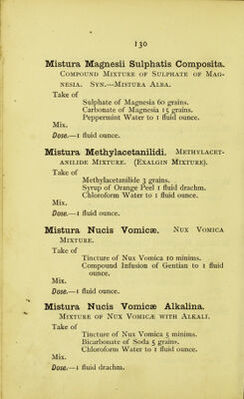 130
Mistura Magnesii Sulphatis Composita.
Compound Mixture of Sulphate of Mag-
nesia. Syn.—Mistura Alba.
Take of
Sulphate of Magnesia 60 grains.
Carbonate of Magnesia 15 grains.
Peppermint Water to 1 fluid ounce.
Mix.
Dose.—1 fluid ounce.
Mistura Methylacetanilidi. Methylacet-
anilide Mixture. (Exalgin Mixture).
Take of
Methylacetanilide 3 grains.
Syrup of Orange Peel 1 fluid drachm.
Chloroform Water to 1 fluid ounce.
Mix.
Dose.—1 fluid ounce.
Mistura Nucis Vomicæ. Nux Vomica
Mixture.
Take of
Tincture of Nux Vomica 10 minims.
Compound Infusion of Gentian to 1 fluid
ounce.
Mix.
Dose.—1 fluid ounce.
Mistura Nucis Vomicæ Alkalina.
Mixture of Nux Vomicæ with Alkali.
Take of
Tincture of Nux Vomica 5 minims.
Bicarbonate of Soda 5 grains.
Chloroform Water to 1 fluid ounce.
Mix.
Dose.—1 fluid drachm.